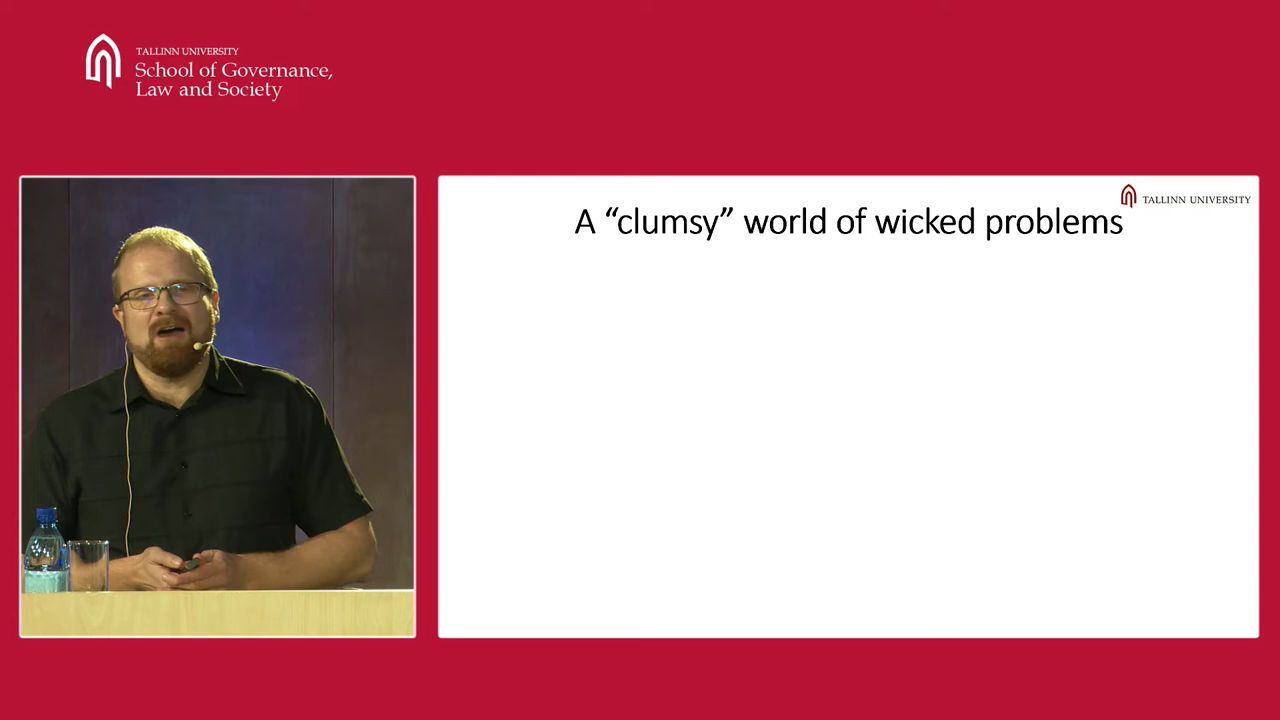 TALLINN UNIVERSITY
School of Governance,
Law and Society
TALLINN UNIVERSITY
A “clumsy” world of wicked problems